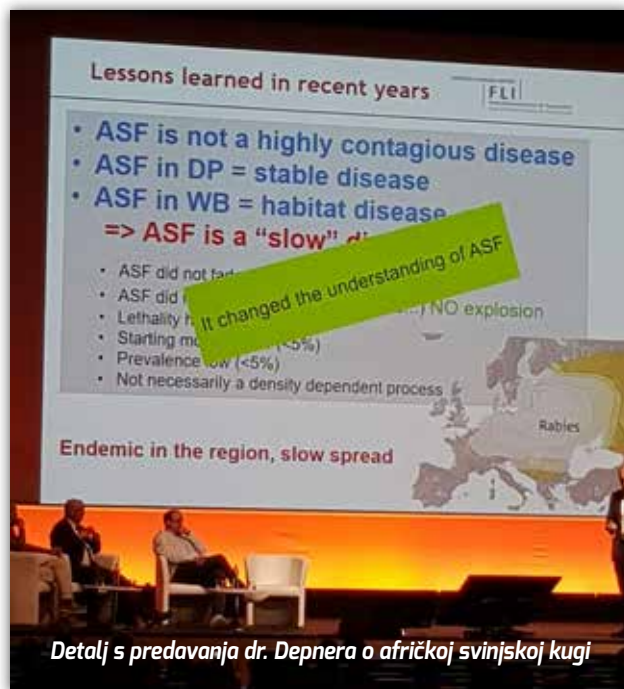 Lessons learned in recent years
FLI
• ASF is not a highly contagious disease
• ASF in DP = stable disease
• ASF in WB = habitat disease
=> ASF is a "slow"
• ASF did not
• ASF did
NO explosion
• Lethality
• Starting (<5%)
• Prevalence low (<5%)
• Not necessarily a density dependent process
It changed the understanding of ASF
Rabies
Endemic in the region, slow spread
Detalj s predavanja dr. Depnera o afričkoj svinjskoj kugi